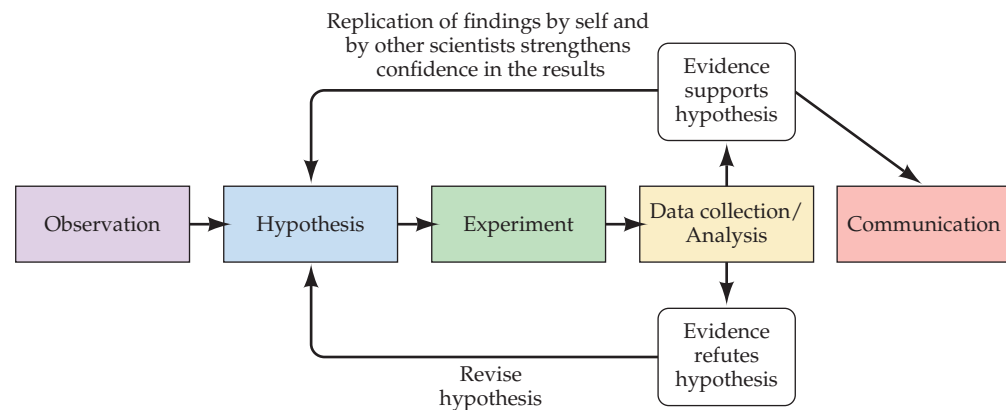 Replication of findings by self and
by other scientists strengthens
confidence in the results
Evidence
supports
hypothesis
Observation
Hypothesis
Experiment
Data collection/
Analysis
Communication
Evidence
refutes
hypothesis
Revise
hypothesis